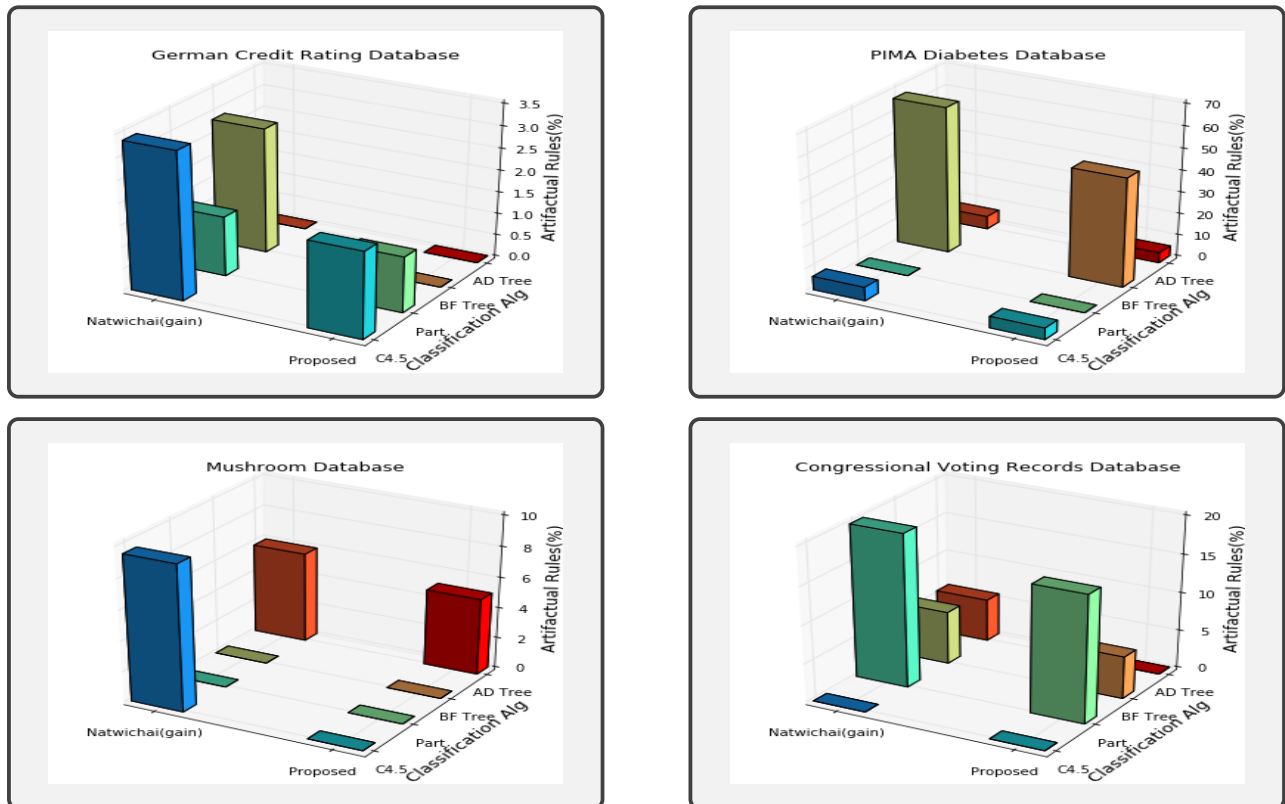 German Credit Rating Database
3.5
3.0
2.5
2.0
1.5
1.0
0.5
0.0
Artifactual Rules(%)
AD Tree
BF Tree
Part
C4.5
Classification Alg
Natwichai(gain)
Proposed
PIMA Diabetes Database
70
60
50
40
30
20
10
0
Artifactual Rules(%)
AD Tree
BF Tree
Part
C4.5
Classification Alg
Natwichai(gain)
Proposed
Mushroom Database
10
8
6
4
2
0
Artifactual Rules(%)
AD Tree
BF Tree
Part
C4.5
Classification Alg
Natwichai(gain)
Proposed
Congressional Voting Records Database
20
15
10
5
0
Artifactual Rules(%)
AD Tree
BF Tree
Part
C4.5
Classification Alg
Natwichai(gain)
Proposed